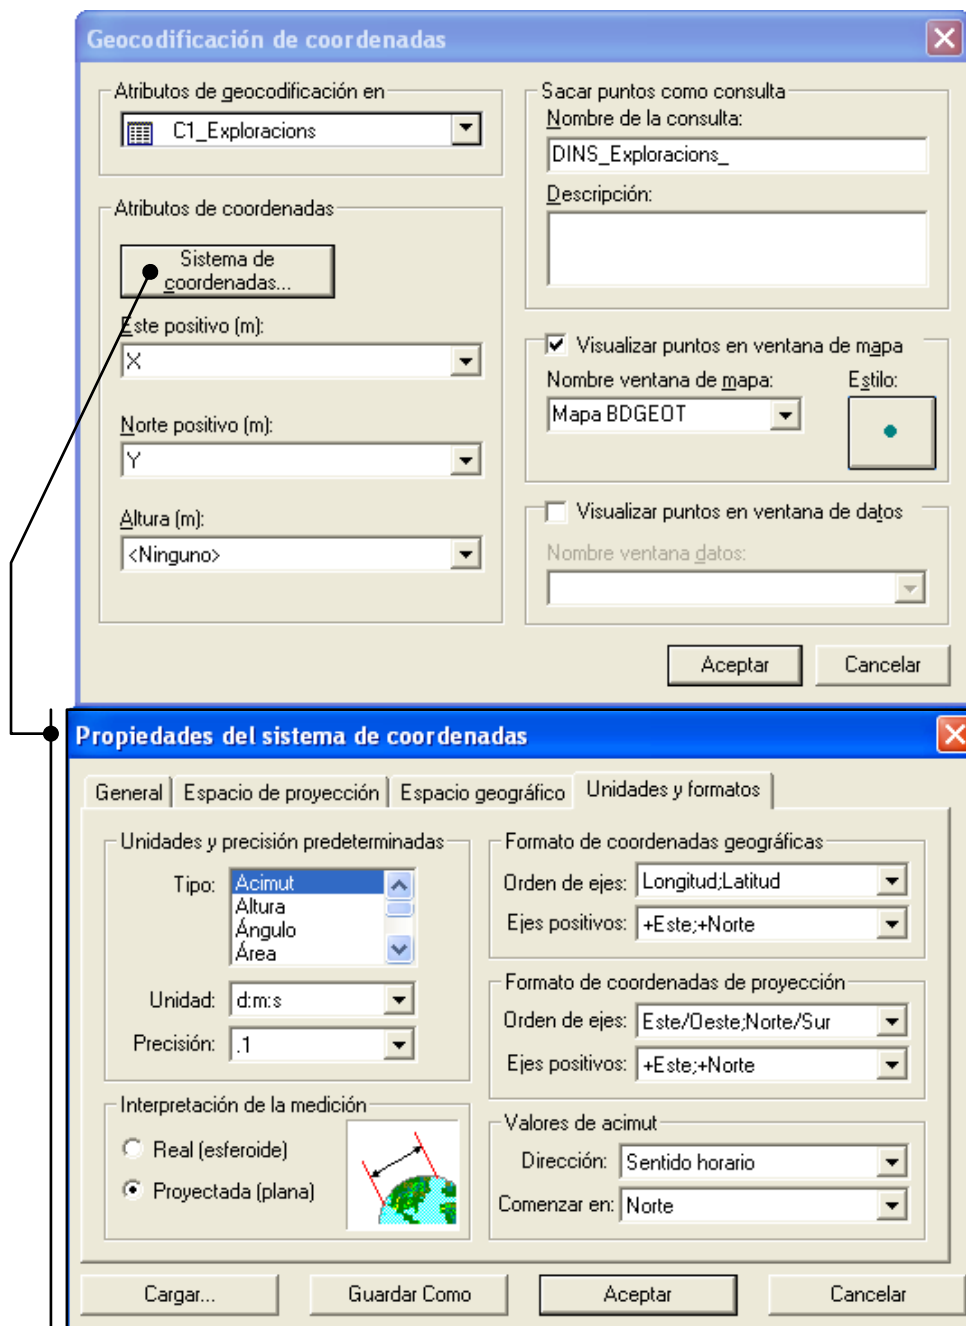 Geocodificación de coordenadas
Atributos de geocodificación en
C1_Exploracions
Atributos de coordenadas
Sistema de
coordenadas...
Este positivo (m):
X
Norte positivo (m):
Y
Altura (m):
<Ninguno>
Sacar puntos como consulta
Nombre de la consulta:
DINS_Exploracions_
Descripción:
Visualizar puntos en ventana de mapa
Nombre ventana de mapa:
Estilo:
Mapa BDGEOT
Visualizar puntos en ventana de datos
Nombre ventana datos:
Aceptar
Cancelar
Propiedades del sistema de coordenadas
General
Espacio de proyección
Espacio geográfico
Unidades y formatos
Unidades y precisión predeterminadas
Tipo:
Acimut
Altura
Ángulo
Área
Unidad:
d:m:s
Precisión:
.1
Interpretación de la medición
Real (esferoide)
Proyectada (plana)
Formato de coordenadas geográficas
Orden de ejes:
Longitud;Latitud
Ejes positivos:
+Este;+Norte
Formato de coordenadas de proyección
Orden de ejes:
Este/Oeste;Norte/Sur
Ejes positivos:
+Este;+Norte
Valores de acimut
Dirección:
Sentido horario
Comenzar en:
Norte
Cargar...
Guardar Como
Aceptar
Cancelar